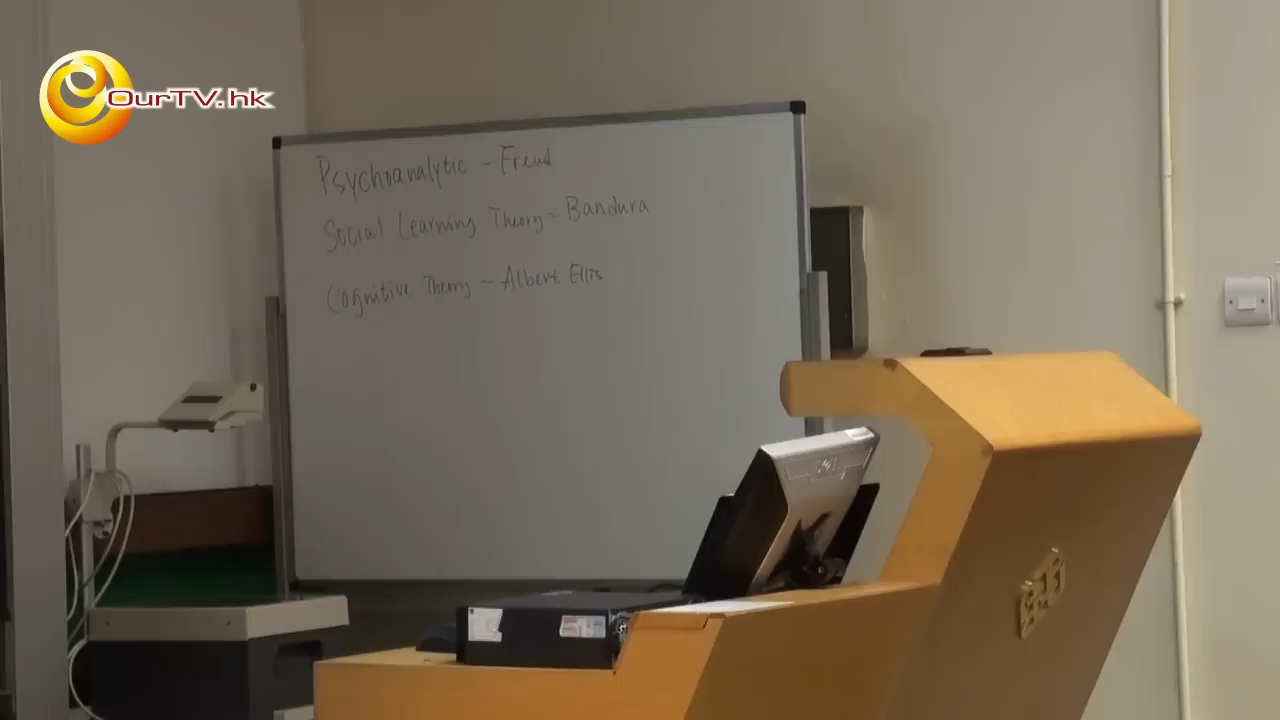 OurTV.hk
Psychoanalytic - Freud
Social Learning Theory - Bandura
Cognitive Theory - Albert Ellis